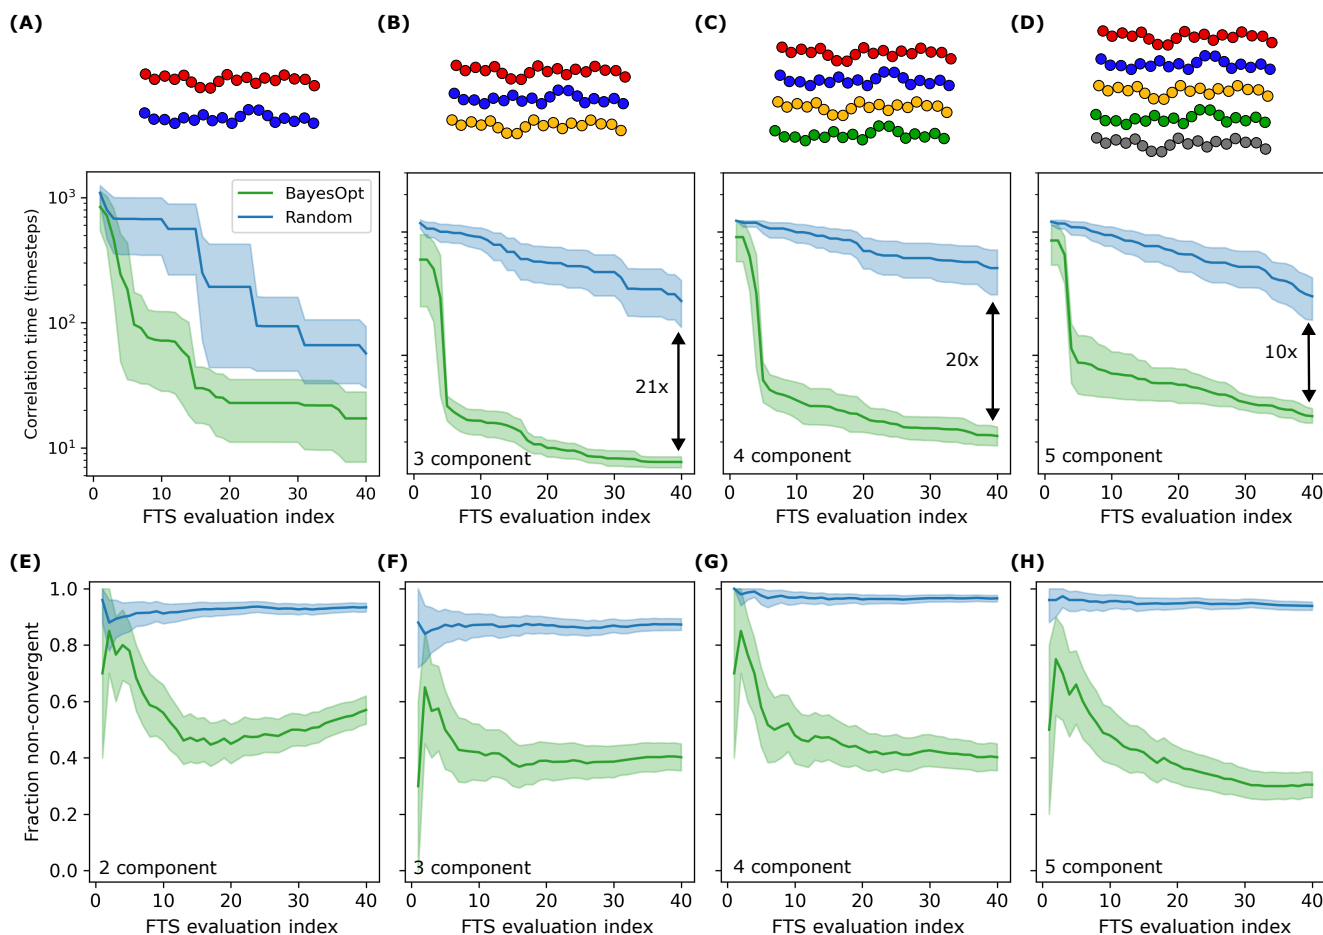 (A)
(B)
(C)
(D)
BayesOpt
Random
Correlation time (timesteps)
10³
10²
10¹
0 10 20 30 40
FTS evaluation index
21x
3 component
0 10 20 30 40
FTS evaluation index
20x
4 component
0 10 20 30 40
FTS evaluation index
10x
5 component
0 10 20 30 40
FTS evaluation index
(E)
(F)
(G)
(H)
Fraction non-convergent
1.0
0.8
0.6
0.4
0.2
0.0
2 component
0 10 20 30 40
FTS evaluation index
3 component
0 10 20 30 40
FTS evaluation index
4 component
0 10 20 30 40
FTS evaluation index
5 component
0 10 20 30 40
FTS evaluation index